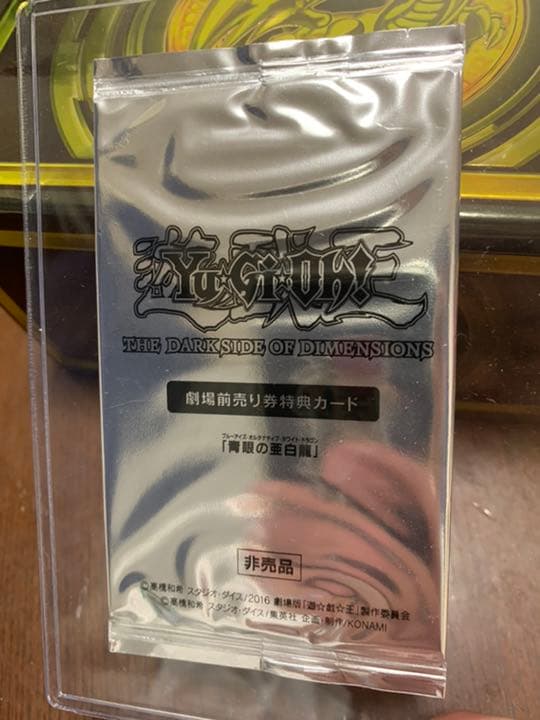 遊戯王
Yu-Gi-Oh!
THE DARK SIDE OF DIMENSIONS
劇場前売り券特典カード
ブルーアイズ・オルタナティブ・ホワイト・ドラゴン
「青眼の亜白龍」
非売品
©高橋和希 スタジオ・ダイス/2016 劇場版「遊☆戯☆王」製作委員会
©高橋和希 スタジオ・ダイス/集英社 企画・制作/KONAMI